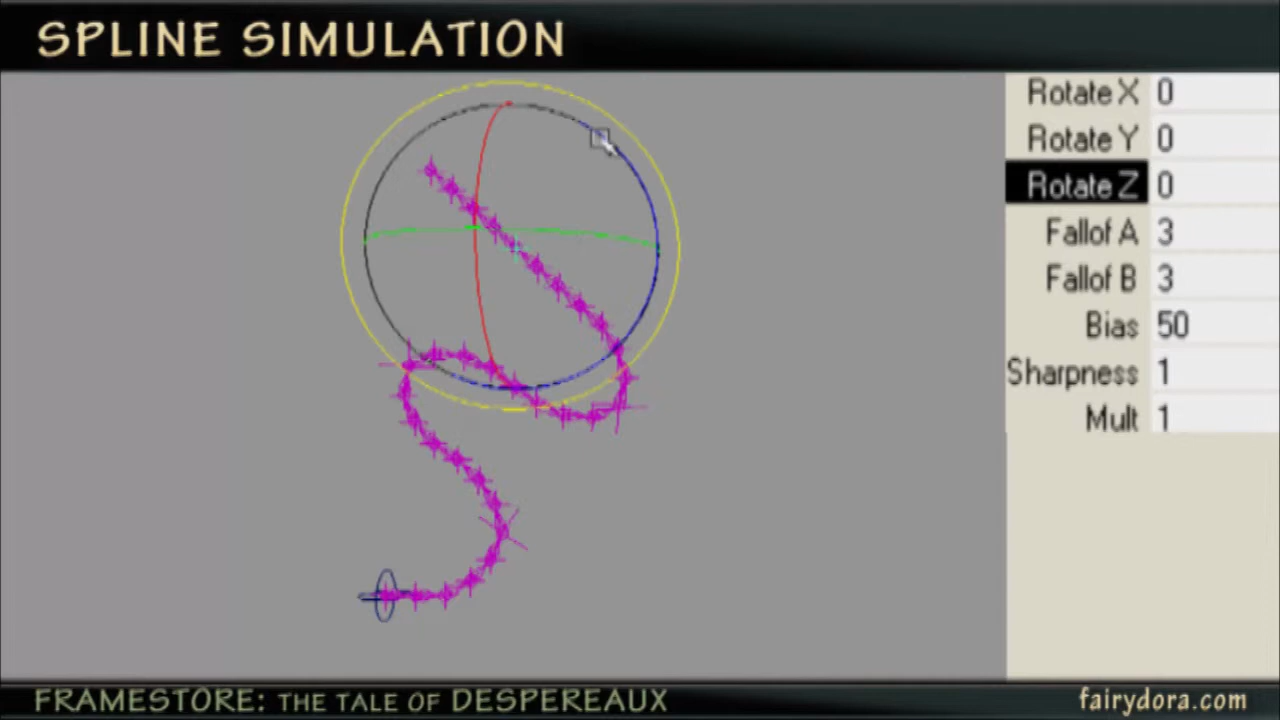 SPLINE SIMULATION
Rotate X 0
Rotate Y 0
Rotate Z 0
Fallof A 3
Fallof B 3
Bias 50
Sharpness 1
Mult 1
FRAMESTORE: THE TALE OF DESPEREAUX
fairydora.com